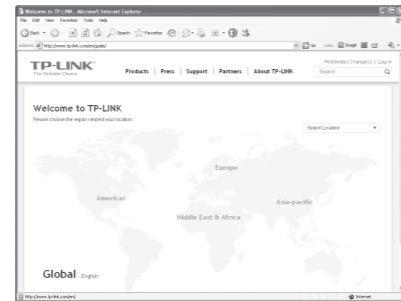 Welcome to TP-LINK - Microsoft Internet Explorer
File Edit View Favorites Tools Help
Back Search Favorites
Address http://www.tp-link.com/en/guide/
TP-LINK®
The Reliable Choice
Products | Press | Support | Partners | About TP-LINK
Worldwide | Log in
Search
Welcome to TP-LINK
Please choose the region nearest your location.
Select Location
Europe
Americas
Asia-pacific
Middle East & Africa
Global - English
http://www.tp-link.com/en/
Internet